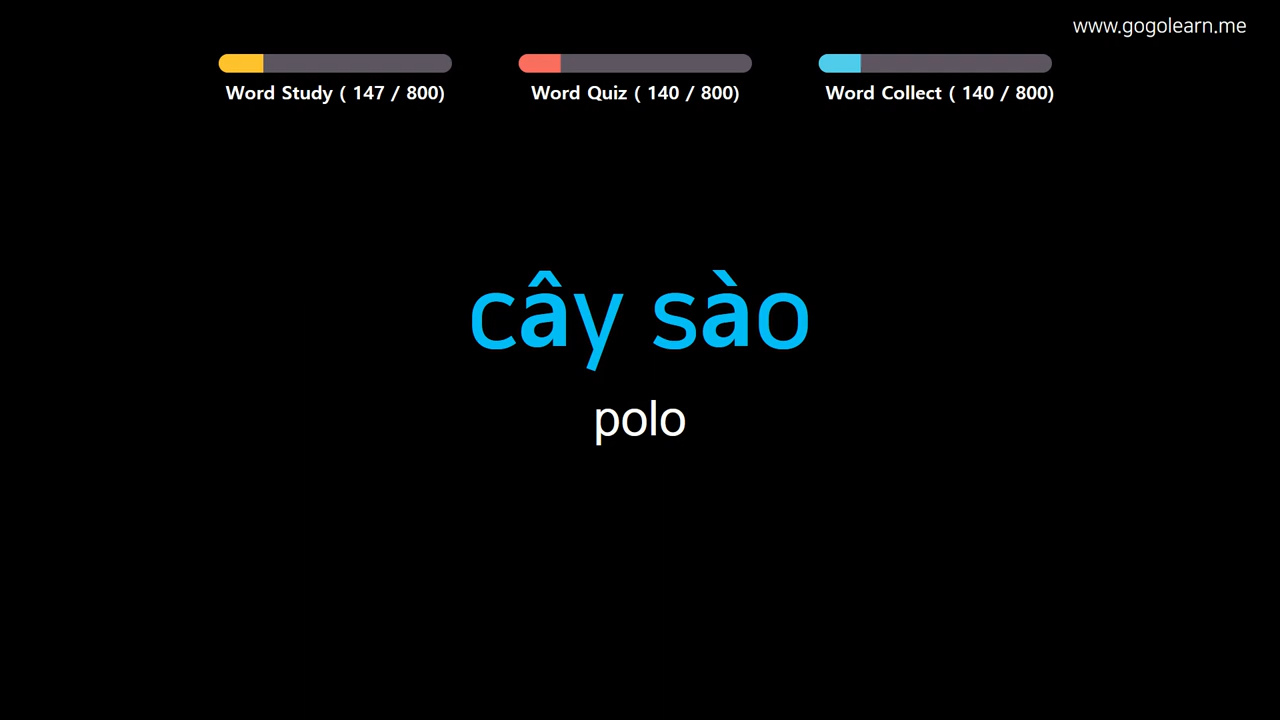 www.gogolearn.me
Word Study ( 147 / 800)
Word Quiz ( 140 / 800)
Word Collect ( 140 / 800)
cây sào
polo